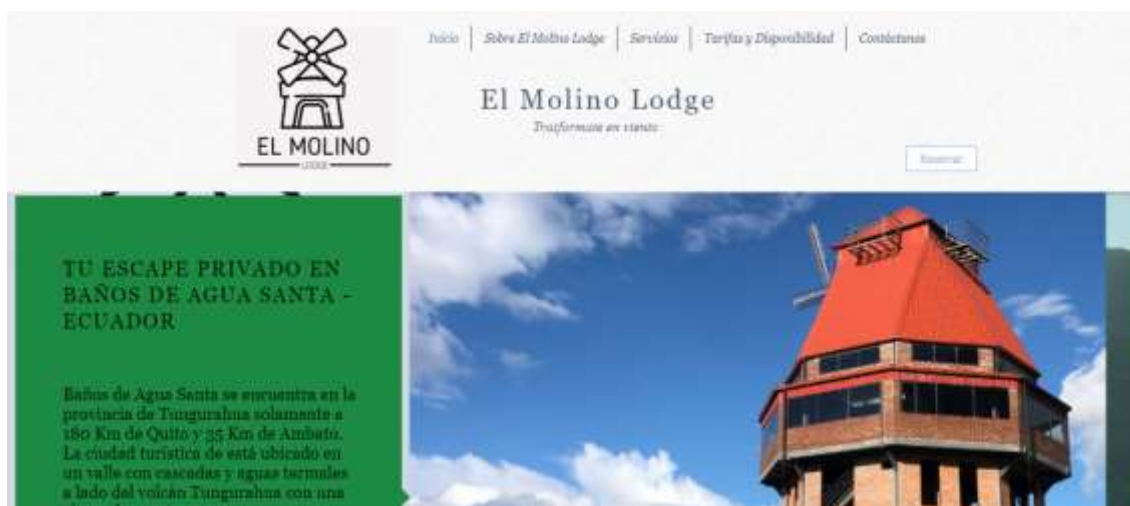 Inicio | Sobre El Molino Lodge | Servicios | Tarifas y Disponibilidad | Contáctanos
El Molino Lodge
en viento
EL MOLINO
LODGE
Reservar
TU ESCAPE PRIVADO EN
BAÑOS DE AGUA SANTA -
ECUADOR
Baños de Agua Santa se encuentra en la
provincia de Tungurahua solamente a
180 Km de Quito y 35 Km de Ambato.
La ciudad turística de está ubicado en
un valle con cascadas y aguas termales
a lado del volcán Tungurahua con una